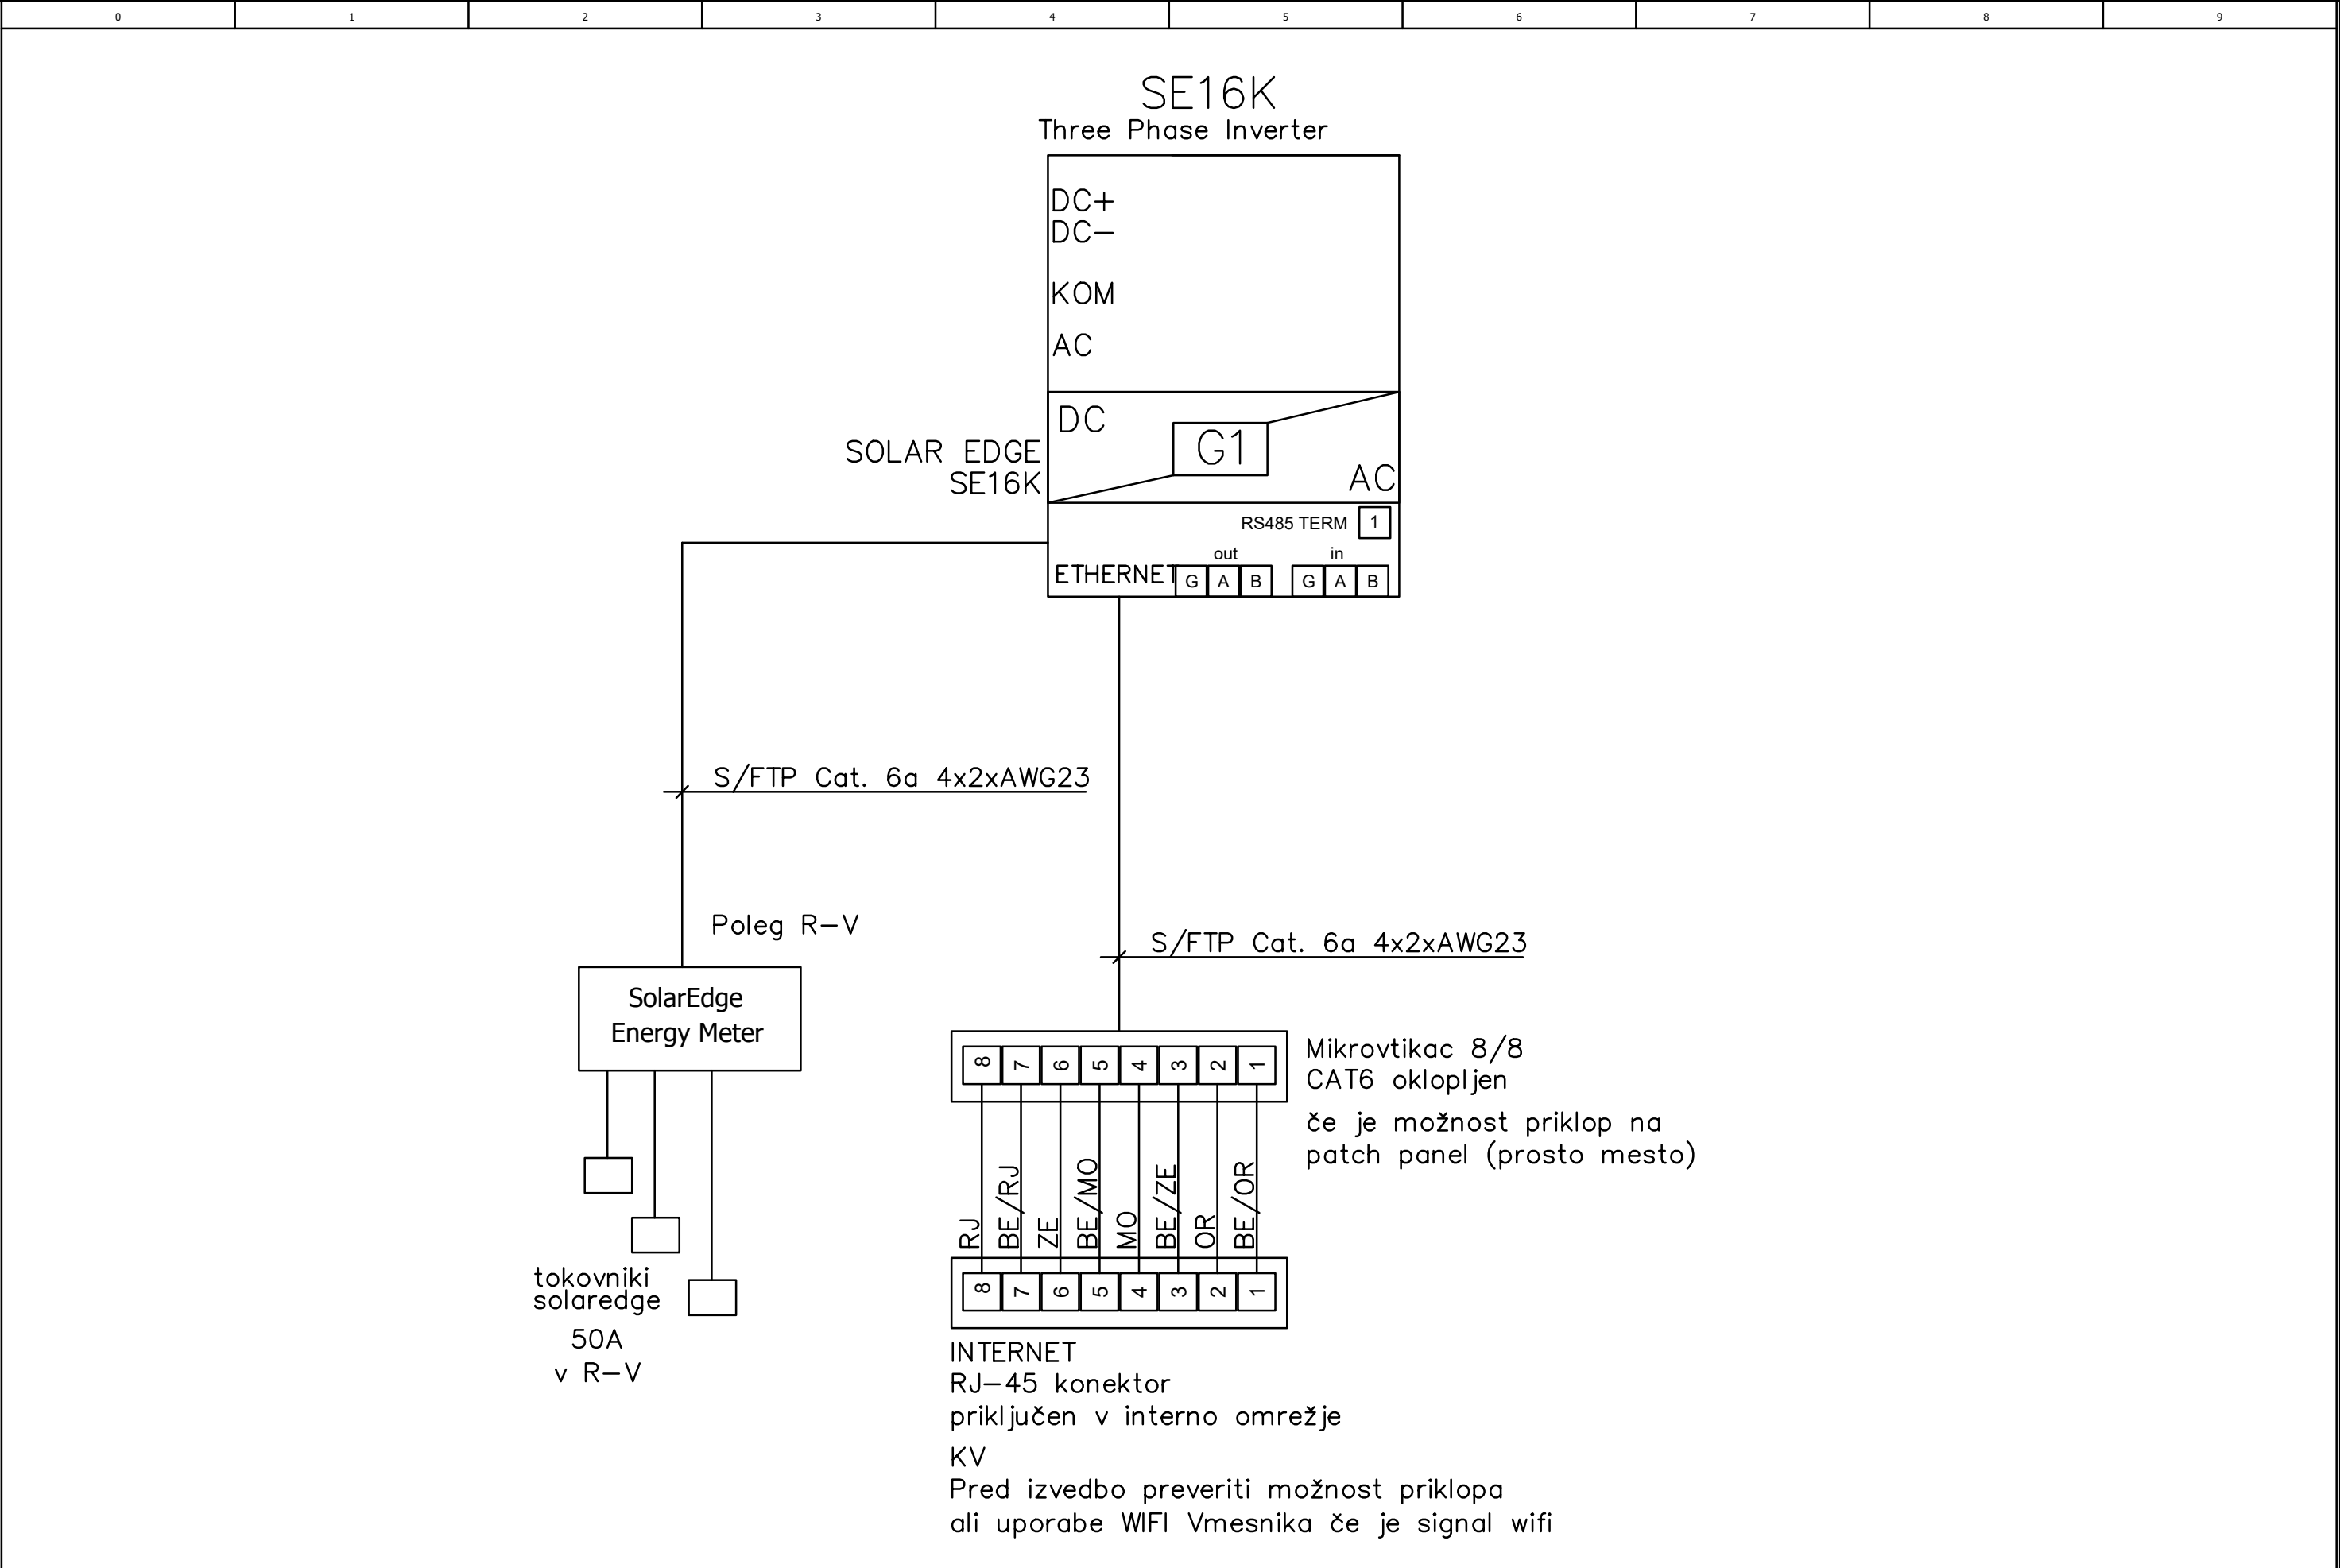 0 1 2 3 4 5 6 7 8 9
SE16K
Three Phase Inverter
DC+
DC-
KOM
AC
DC
G1
AC
SOLAR EDGE
SE16K
RS485 TERM 1
out in
ETHERNET G A B G A B
S/FTP Cat. 6a 4x2xAWG23
Poleg R-V
S/FTP Cat. 6a 4x2xAWG23
SolarEdge
Energy Meter
tokovniki
solaredge
50A
v R-V
8 7 6 5 4 3 2 1
Mikrovtikac 8/8
CAT6 oklopljen
če je možnost priklop na
patch panel (prosto mesto)
RJ BE/RJ ZE BE/MO MO BE/ZE OR BE/OR
8 7 6 5 4 3 2 1
INTERNET
RJ-45 konektor
priključen v interno omrežje
KV
Pred izvedbo preveriti možnost priklopa
ali uporabe WIFI Vmesnika če je signal wifi